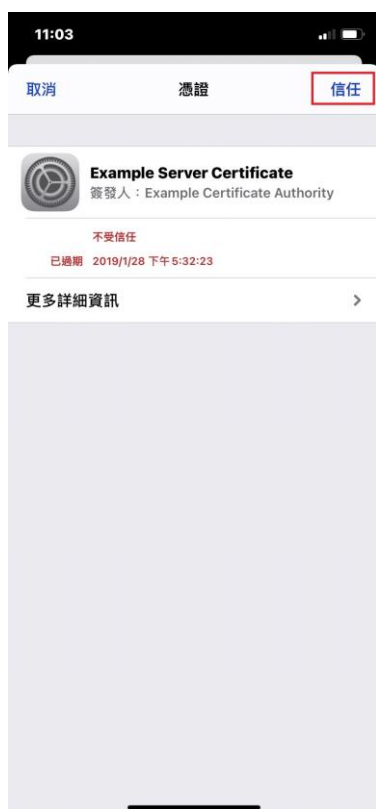 11:03
取消
憑證
信任
Example Server Certificate
簽發人：Example Certificate Authority
不受信任
已過期 2019/1/28 下午5:32:23
更多詳細資訊